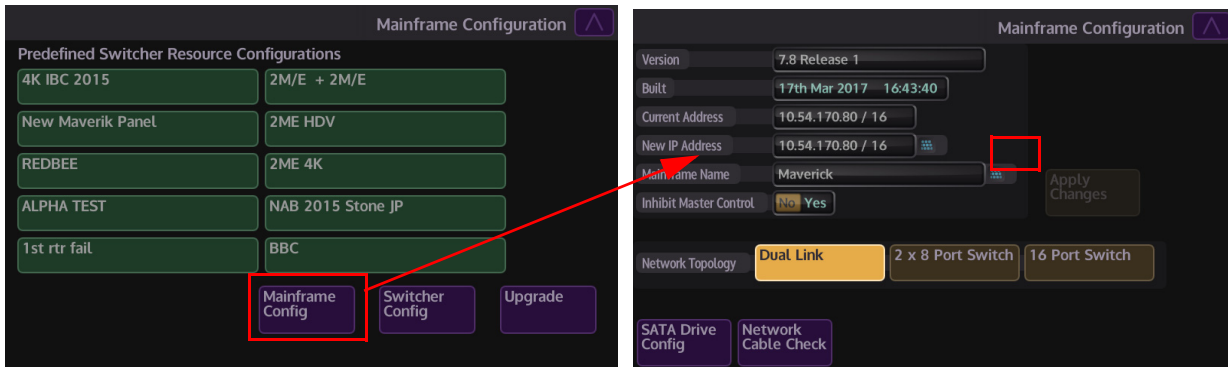 Mainframe Configuration
Predefined Switcher Resource Configurations
4K IBC 2015
2M/E + 2M/E
New Maverik Panel
2ME HDV
REDBEE
2ME 4K
ALPHA TEST
NAB 2015 Stone JP
1st rtr fail
BBC
Mainframe
Config
Switcher
Config
Upgrade
Mainframe Configuration
Version
7.8 Release 1
Built
17th Mar 2017 16:43:40
Current Address
10.54.170.80 / 16
New IP Address
10.54.170.80 / 16
Mainframe Name
Maverick
Inhibit Master Control
No Yes
Apply
Changes
Network Topology
Dual Link
2 x 8 Port Switch
16 Port Switch
SATA Drive
Config
Network
Cable Check